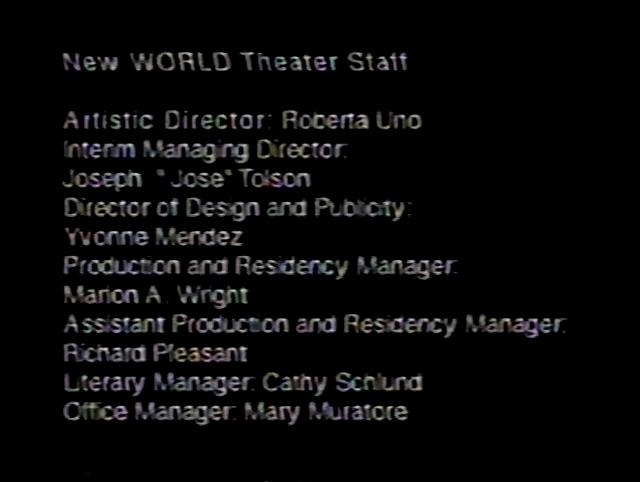 New WORLD Theater Staff
Artistic Director: Roberta Uno
Interim Managing Director:
Joseph "Jose" Tolson
Director of Design and Publicity:
Yvonne Mendez
Production and Residency Manager:
Marion A. Wright
Assistant Production and Residency Manager:
Richard Pleasant
Literary Manager: Cathy Schlund
Office Manager: Mary Muratore